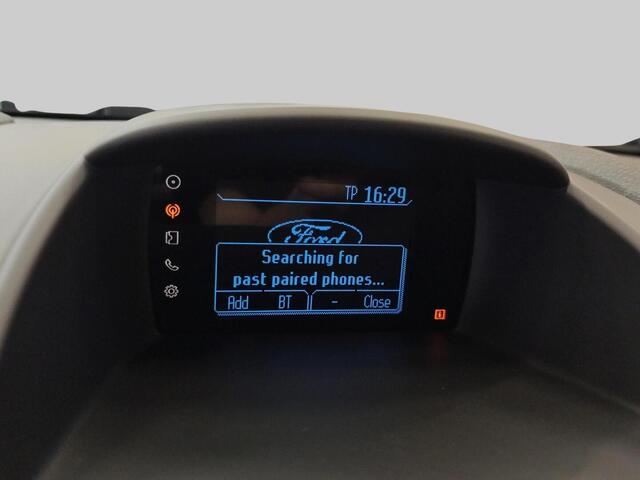 TP 16:29
Ford
Searching for
past paired phones...
Add BT - Close